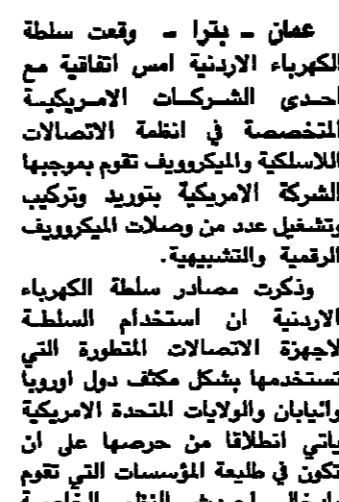 عمان ـ بترا ـ وقعت سلطة
الكهرباء الاردنية امس اتفاقية مع
احدى الشركات الامريكية
المتخصصة في انظمة الاتصالات
اللاسلكية والميكروويف تقوم بموجبها
الشركة الامريكية بتوريد وتركيب
وتشغيل عدد من وصلات الميكروويف
الرقمية والتشبيهية.
وذكرت مصادر سلطة الكهرباء
الاردنية ان استخدام السلطة
لاجهزة الاتصالات المتطورة التي
تستخدمها بشكل مكثف دول اوروبا
واليابان والولايات المتحدة الامريكية
ياتي انطلاقا من حرصها على ان
تكون في طليعة المؤسسات التي تقوم